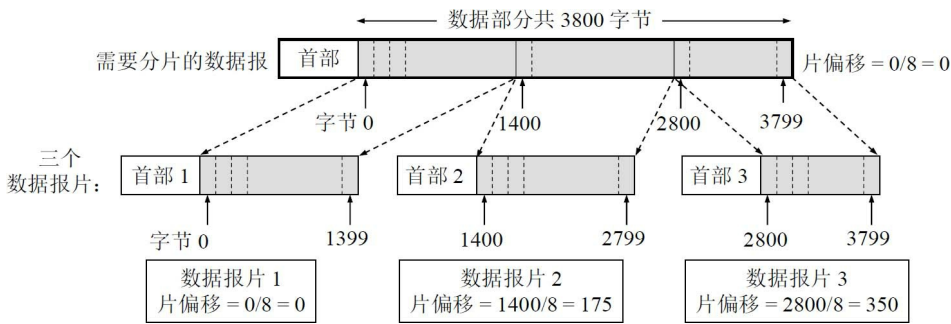 数据部分共 3800 字节
需要分片的数据报
首部
片偏移 = 0/8 = 0
字节 0
1400
2800
3799
三个
数据报片：
首部 1
首部 2
首部 3
字节 0
1399
1400
2799
2800
3799
数据报片 1
片偏移 = 0/8 = 0
数据报片 2
片偏移 = 1400/8 = 175
数据报片 3
片偏移 = 2800/8 = 350